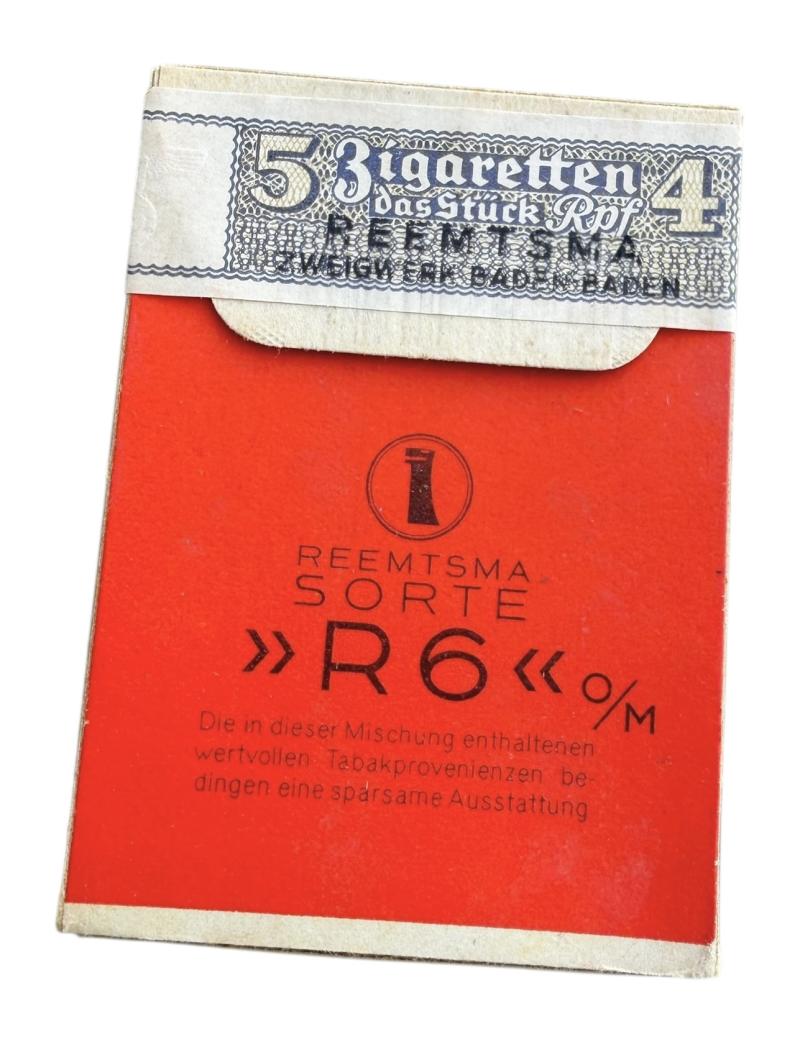 5 Zigaretten 4
das Stück Rpf
REEMTSMA
ZWEIGWERK BADEN-BADEN
REEMTSMA
SORTE
»R6« O/M
Die in dieser Mischung enthaltenen
wertvollen Tabakprovenienzen be-
dingen eine sparsame Ausstattung